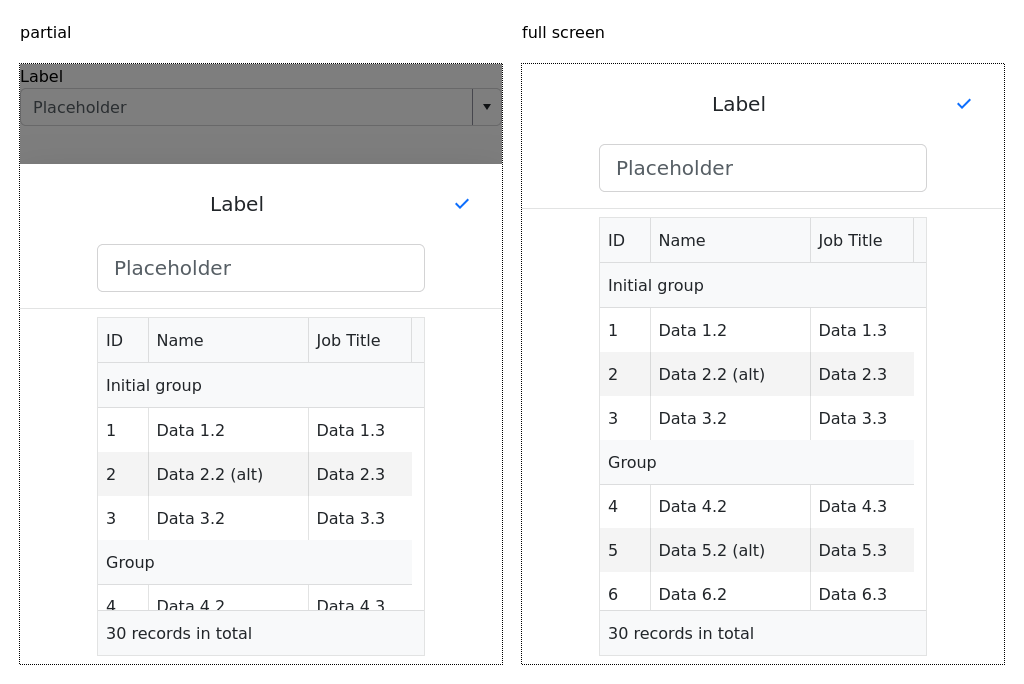 partial
Label
Placeholder
Label
Placeholder
ID Name Job Title
Initial group
1 Data 1.2 Data 1.3
2 Data 2.2 (alt) Data 2.3
3 Data 3.2 Data 3.3
Group
4 Data 4.2 Data 4.3
30 records in total
full screen
Label
Placeholder
ID Name Job Title
Initial group
1 Data 1.2 Data 1.3
2 Data 2.2 (alt) Data 2.3
3 Data 3.2 Data 3.3
Group
4 Data 4.2 Data 4.3
5 Data 5.2 (alt) Data 5.3
6 Data 6.2 Data 6.3
30 records in total